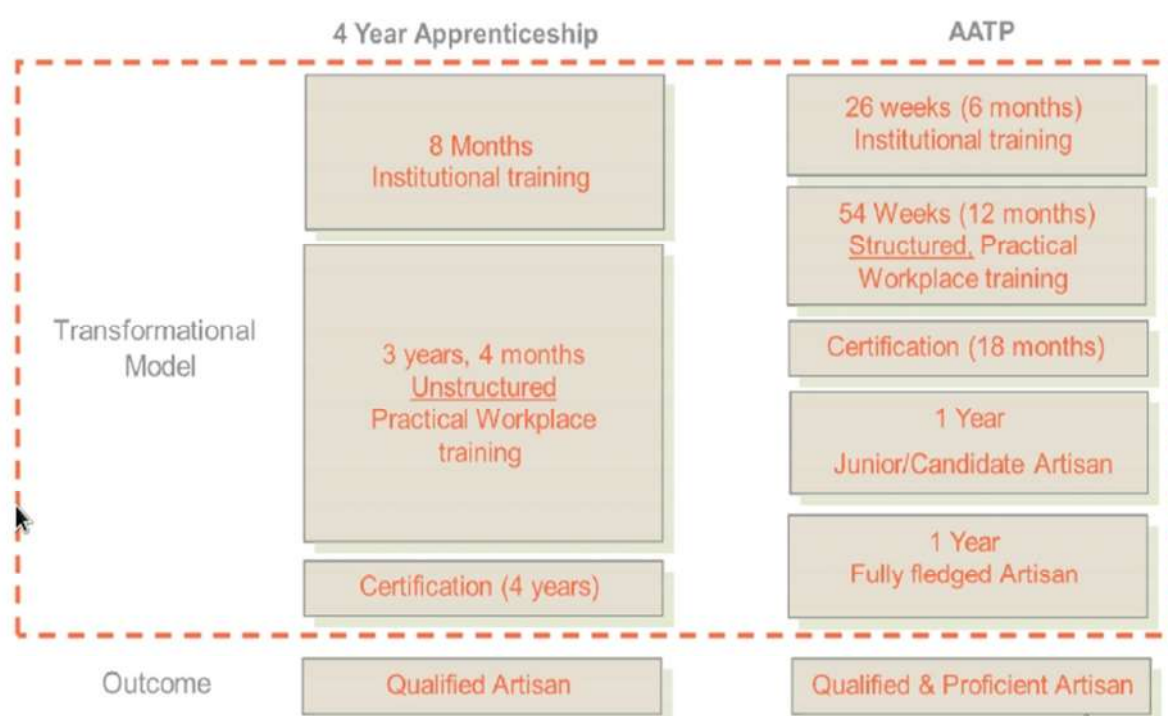 4 Year Apprenticeship
AATP
Transformational
Model
8 Months
Institutional training
3 years, 4 months
Unstructured
Practical Workplace
training
Certification (4 years)
26 weeks (6 months)
Institutional training
54 Weeks (12 months)
Structured, Practical
Workplace training
Certification (18 months)
1 Year
Junior/Candidate Artisan
1 Year
Fully fledged Artisan
Outcome
Qualified Artisan
Qualified & Proficient Artisan